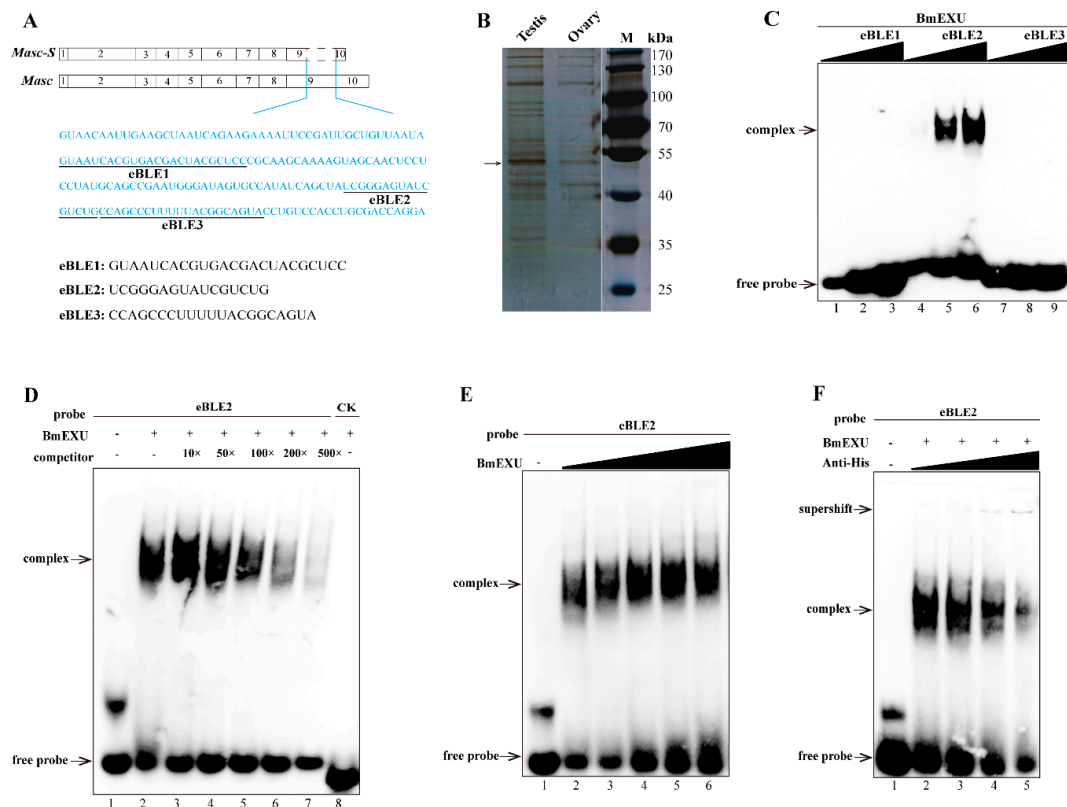 A
Masc-S 1 2 3 4 5 6 7 8 9 10
Masc 1 2 3 4 5 6 7 8 9 10
GUAACAAUUGAAGCUAAUCAGAAGAAAAUUCCGAUUGCUGUUAAUA
GUAAUCACGUGACGACUACGCUCCCGCAAGCAAAAGUAGCAACUCCU
eBLE1
CCUAUGCAGCCGAAUGGGAUAGUGCCAUAUCAGCUAUCGGGAGUAUC
eBLE2
GUCUGCCAGCCCUUUUUACGGCAGUACCUGUCCACCUGCGACCAGGA
eBLE3
eBLE1: GUAAUCACGUGACGACUACGCUCC
eBLE2: UCGGGAGUAUCGUCUG
eBLE3: CCAGCCCUUUUUACGGCAGUA
B
Testis Ovary M kDa
170
130
100
70
55
40
35
25
C
BmEXU
eBLE1 eBLE2 eBLE3
complex
free probe
1 2 3 4 5 6 7 8 9
D
probe eBLE2 CK
BmEXU - + + + + + + +
competitor - - 10× 50× 100× 200× 500× -
complex
free probe
1 2 3 4 5 6 7 8
E
probe eBLE2
BmEXU -
complex
free probe
1 2 3 4 5 6
F
eBLE2
probe
BmEXU - + + + +
Anti-His -
supershift
complex
free probe
1 2 3 4 5